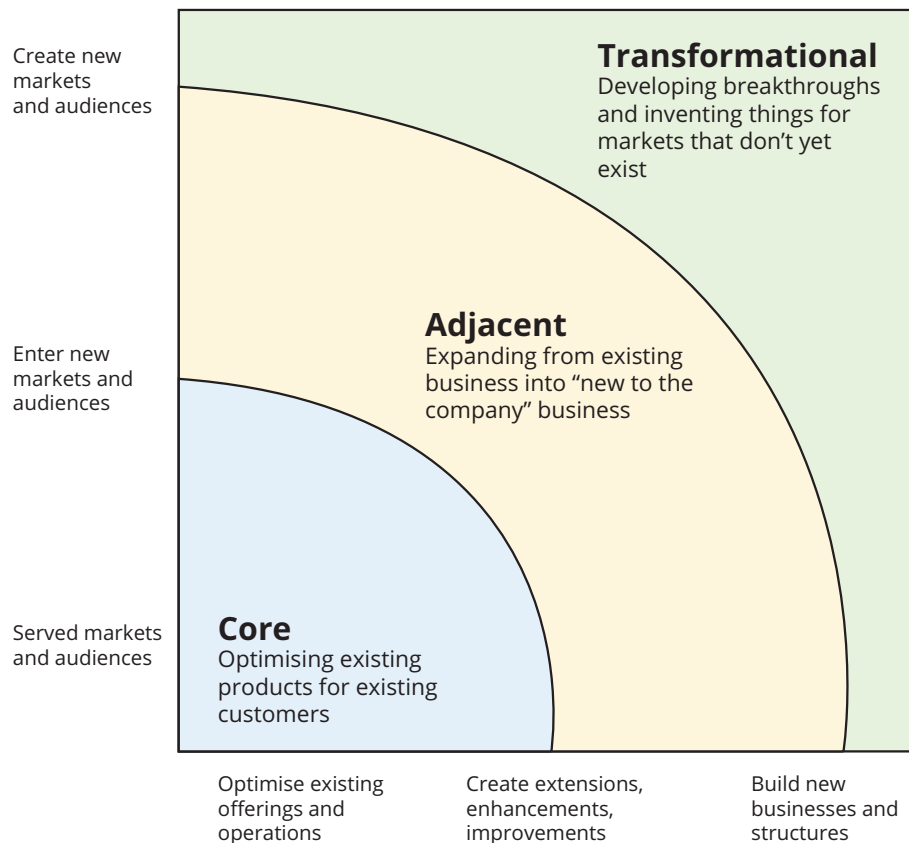 Create new
markets
and audiences
Transformational
Developing breakthroughs
and inventing things for
markets that don’t yet
exist
Enter new
markets and
audiences
Adjacent
Expanding from existing
business into “new to the
company” business
Served markets
and audiences
Core
Optimising existing
products for existing
customers
Optimise existing
offerings and
operations
Create extensions,
enhancements,
improvements
Build new
businesses and
structures